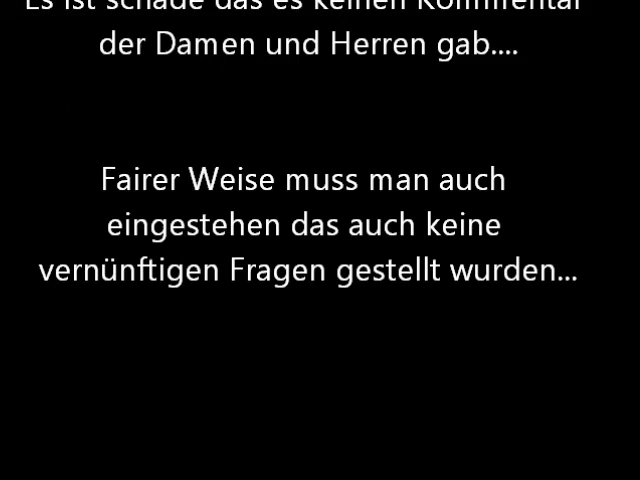 Es ist schade das es keinen Kommentar
der Damen und Herren gab....
Fairer Weise muss man auch
eingestehen das auch keine
vernünftigen Fragen gestellt wurden...